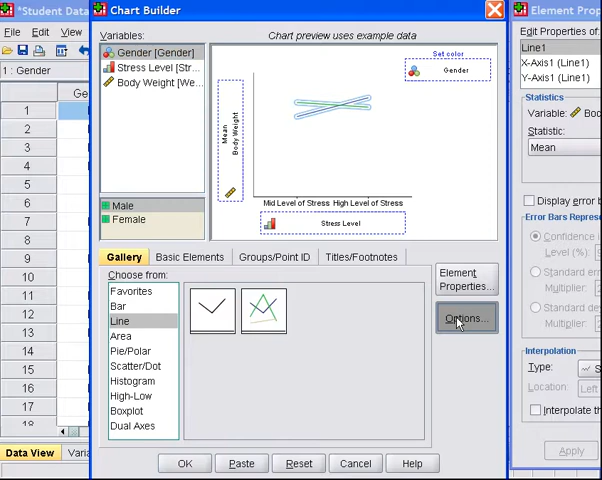 *Student Data
File Edit View
1 : Gender
Ge
1
2
3
4
5
6
7
8
9
10
11
12
13
14
15
16
17
18
Data View Varia
Chart Builder
Variables:
Gender [Gender]
Stress Level [Str...
Body Weight [We...
Male
Female
Chart preview uses example data
Set color
Gender
Mean
Body Weight
Mid Level of Stress High Level of Stress
Stress Level
Gallery Basic Elements Groups/Point ID Titles/Footnotes
Choose from:
Favorites
Bar
Line
Area
Pie/Polar
Scatter/Dot
Histogram
High-Low
Boxplot
Dual Axes
Element
Properties...
Options...
OK Paste Reset Cancel Help
Element Prop
Edit Properties of:
Line1
X-Axis1 (Line1)
Y-Axis1 (Line1)
Statistics
Variable: Bod
Statistic:
Mean
Display error b
Error Bars Represe
Confidence i
Level (%):
Standard err
Multiplier:
Standard de
Multiplier:
Interpolation
Type: S
Location: Left
Interpolate th
Apply